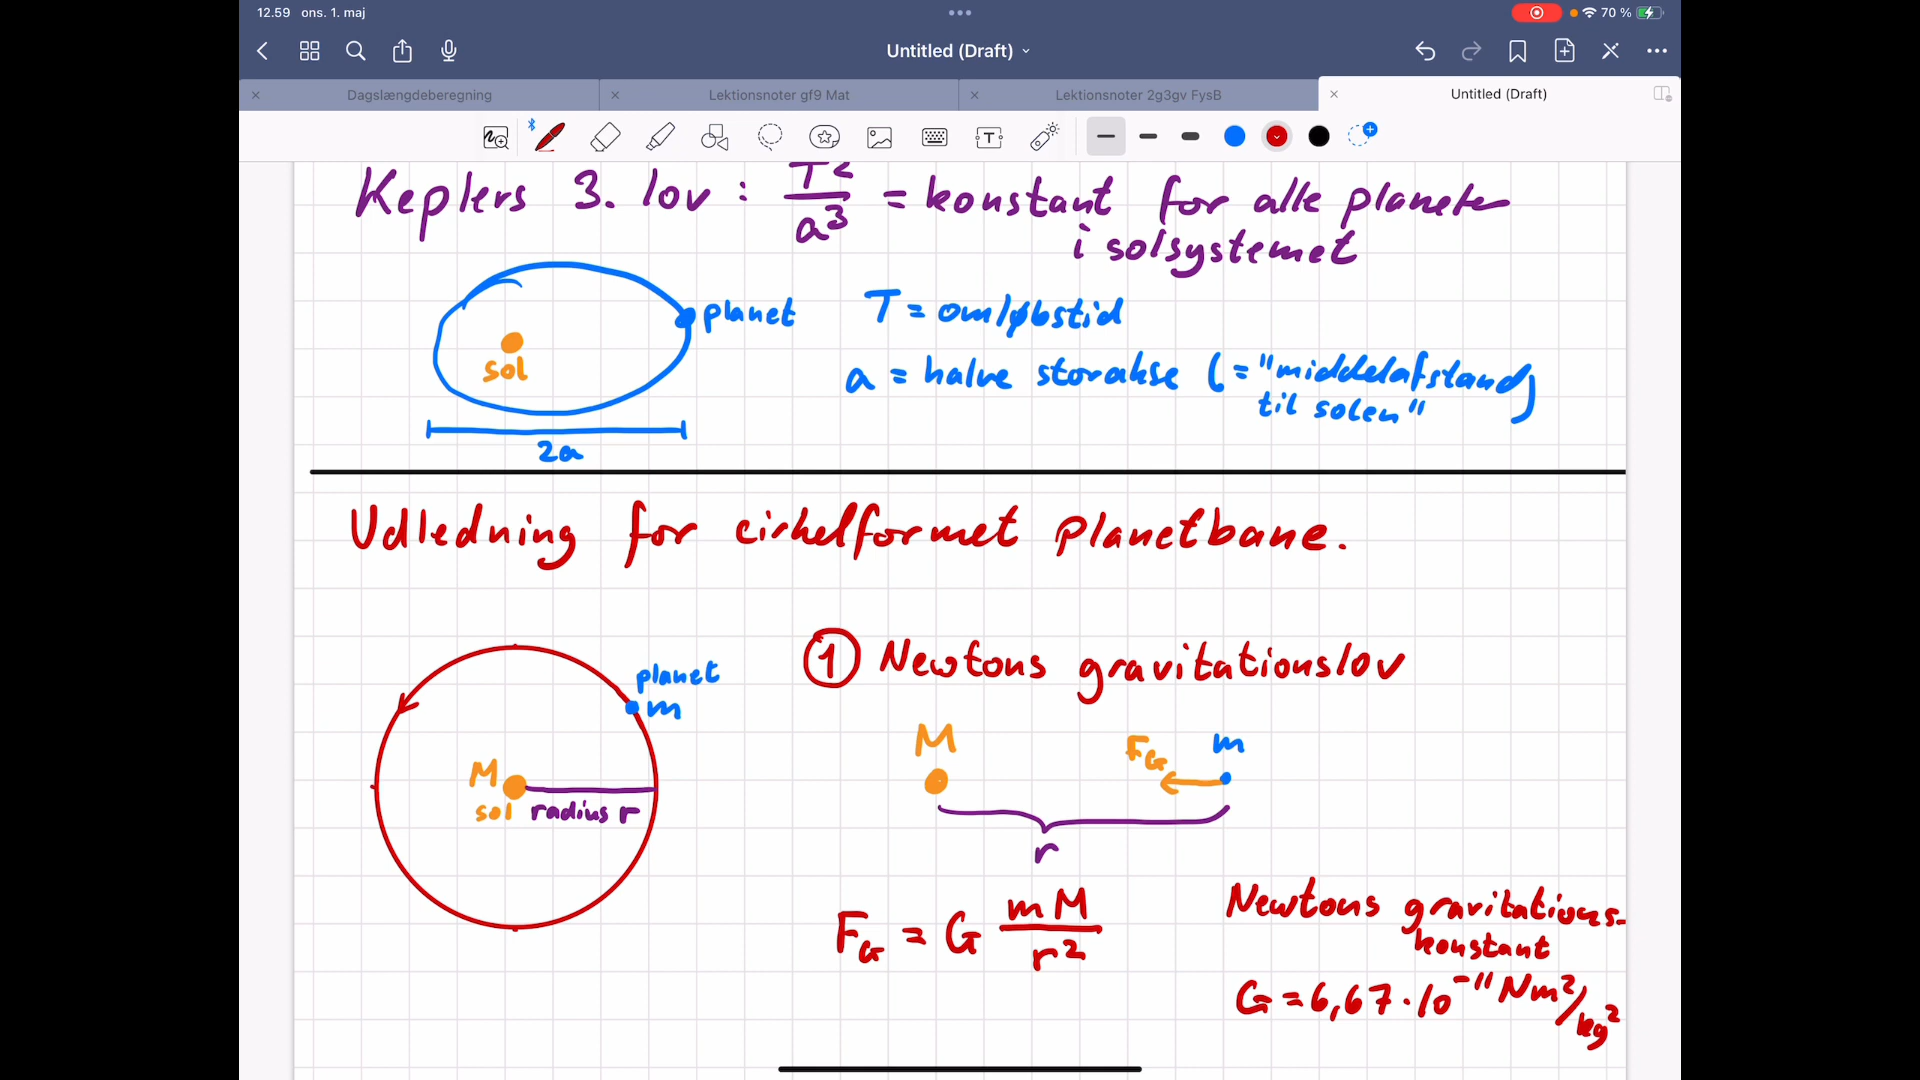 12.59 ons. 1. maj
70 %
Untitled (Draft)
Dagslængdeberegning
Lektionsnoter gf9 Mat
Lektionsnoter 2g3gv FysB
Untitled (Draft)
Keplers 3. lov : T²/a³ = konstant for alle planeter
i solsystemet
planet
sol
2a
T = omløbstid
a = halve storakse (= "middelafstand
til solen")
Udledning for cirkelformet planetbane.
planet
m
M
sol
radius r
① Newtons gravitationslov
M
F_G
m
r
F_G = G mM/r²
Newtons gravitations-
konstant
G = 6,67 · 10⁻¹¹ Nm²/kg²